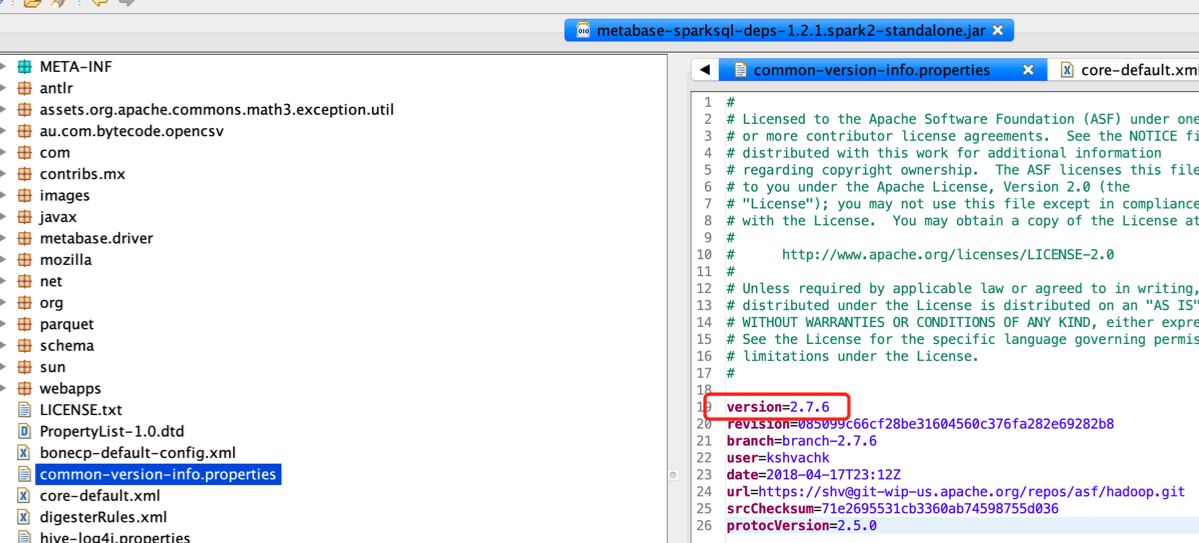 metabase-sparksql-deps-1.2.1.spark2-standalone.jar
META-INF
antlr
assets.org.apache.commons.math3.exception.util
au.com.bytecode.opencsv
com
contribs.mx
images
javax
metabase.driver
mozilla
net
org
parquet
schema
sun
webapps
LICENSE.txt
PropertyList-1.0.dtd
bonecp-default-config.xml
common-version-info.properties
core-default.xml
digesterRules.xml
hive-log4j.properties
common-version-info.properties
core-default.xml
1 #
2 # Licensed to the Apache Software Foundation (ASF) under one
3 # or more contributor license agreements.  See the NOTICE fi
4 # distributed with this work for additional information
5 # regarding copyright ownership.  The ASF licenses this file
6 # to you under the Apache License, Version 2.0 (the
7 # "License"); you may not use this file except in compliance
8 # with the License.  You may obtain a copy of the License at
9 #
10 #      http://www.apache.org/licenses/LICENSE-2.0
11 #
12 # Unless required by applicable law or agreed to in writing,
13 # distributed under the License is distributed on an "AS IS"
14 # WITHOUT WARRANTIES OR CONDITIONS OF ANY KIND, either expre
15 # See the License for the specific language governing permis
16 # limitations under the License.
17 #
18
19 version=2.7.6
20 revision=085099c66cf28be31604560c376fa282e69282b8
21 branch=branch-2.7.6
22 user=kshvachk
23 date=2018-04-17T23:12Z
24 url=https://shv@git-wip-us.apache.org/repos/asf/hadoop.git
25 srcChecksum=71e2695531cb3360ab74598755d036
26 protocVersion=2.5.0